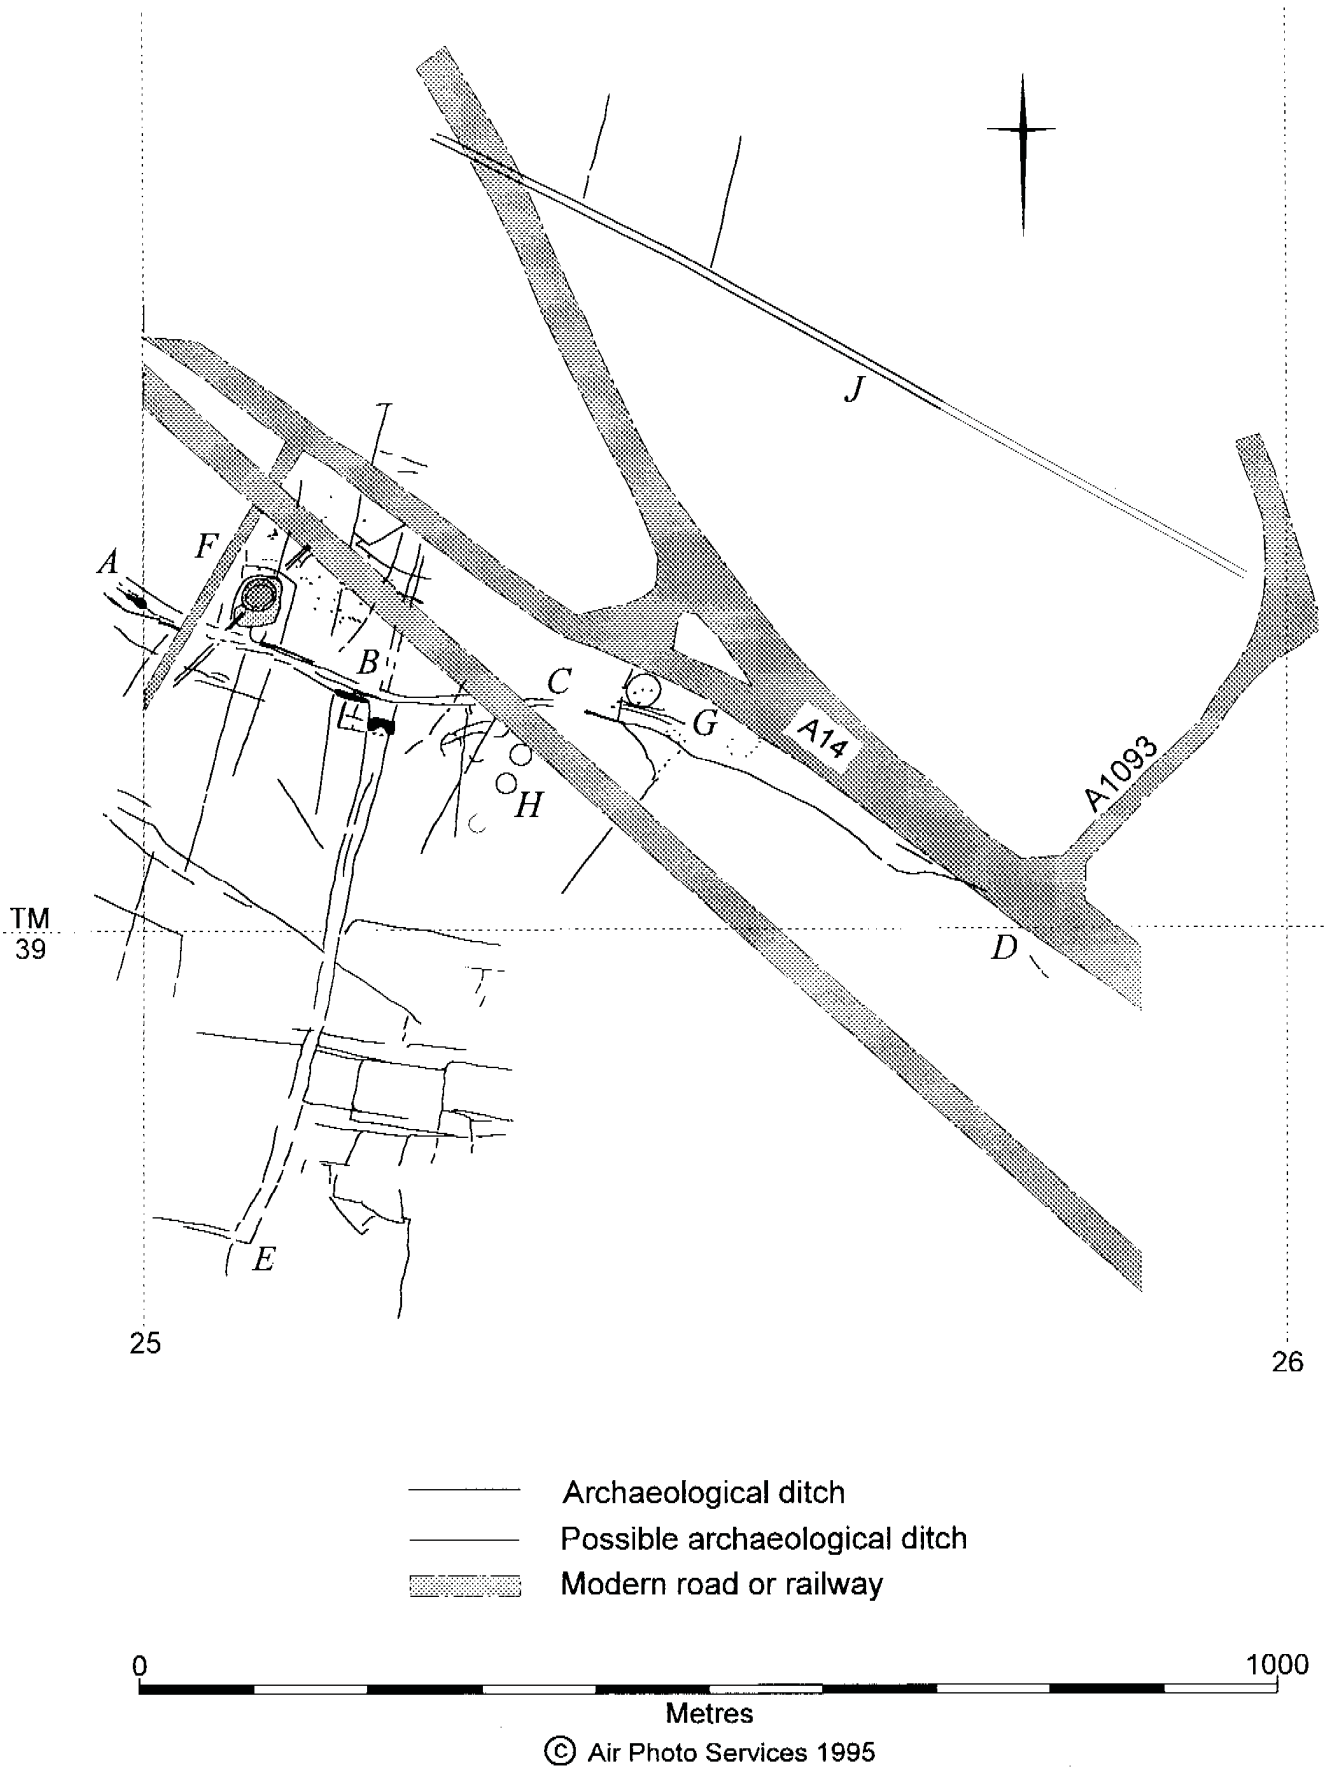 J
F
A
B
C
G
A14
A1093
H
TM
39
D
E
25
26
Archaeological ditch
Possible archaeological ditch
Modern road or railway
0
1000
Metres
© Air Photo Services 1995